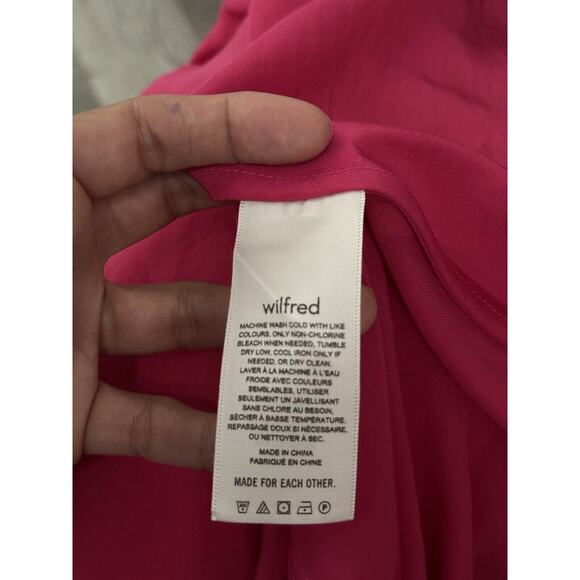 wilfred
MACHINE WASH COLD WITH LIKE
COLOURS, ONLY NON-CHLORINE
BLEACH WHEN NEEDED, TUMBLE
DRY LOW, COOL IRON ONLY IF
NEEDED, OR DRY CLEAN.
LAVER À LA MACHINE À L'EAU
FROIDE AVEC COULEURS
SEMBLABLES, UTILISER
SEULEMENT UN JAVELLISANT
SANS CHLORE AU BESOIN,
SÉCHER À BASSE TEMPÉRATURE,
REPASSAGE DOUX SI NÉCESSAIRE,
OU NETTOYER À SEC.
MADE IN CHINA
FABRIQUÉ EN CHINE
MADE FOR EACH OTHER.
P